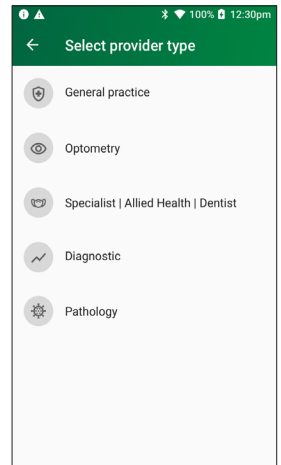 100% 12:30pm
Select provider type
General practice
Optometry
Specialist | Allied Health | Dentist
Diagnostic
Pathology